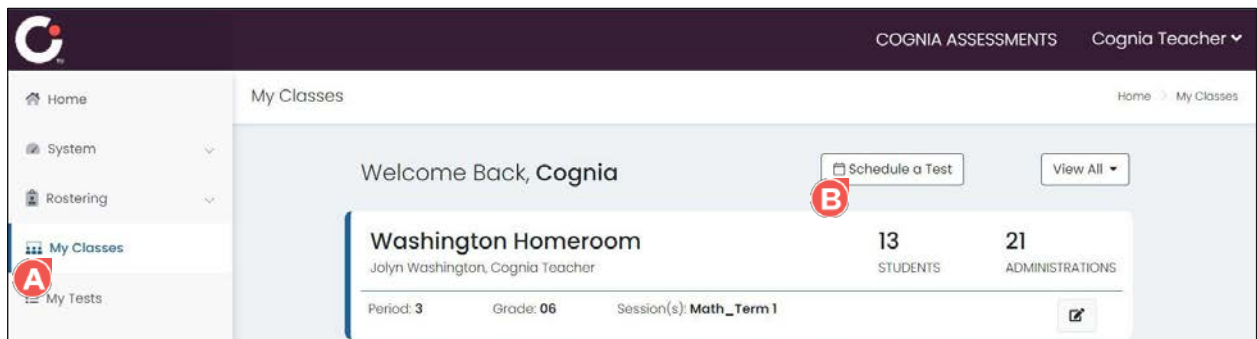 COGNIA ASSESSMENTS Cognia Teacher
Home
My Classes
Home > My Classes
System
Rostering
My Classes
A
My Tests
Welcome Back, Cognia
Schedule a Test
B
View All
Washington Homeroom
Jolyn Washington, Cognia Teacher
13
STUDENTS
21
ADMINISTRATIONS
Period: 3 Grade: 06 Session(s): Math_Term 1